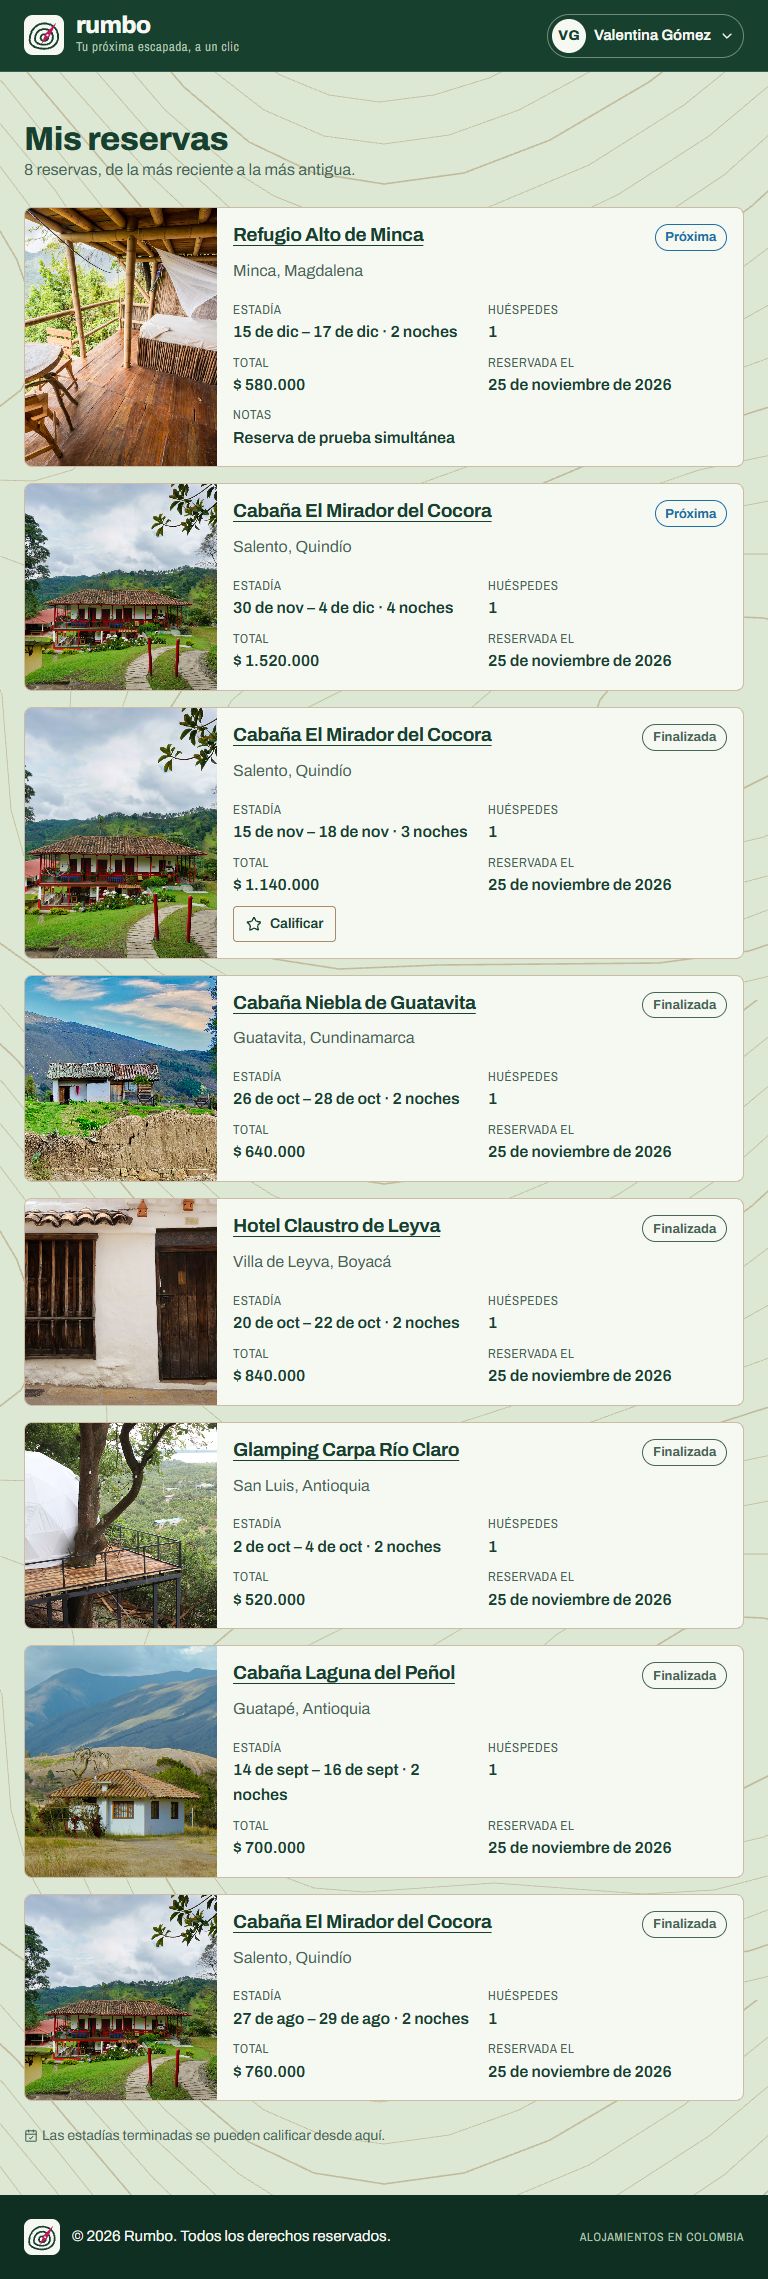 rumbo
Tu próxima escapada, a un clic
VG Valentina Gómez
Mis reservas
8 reservas, de la más reciente a la más antigua.
Refugio Alto de Minca
Próxima
Minca, Magdalena
ESTADÍA HUÉSPEDES
15 de dic – 17 de dic · 2 noches 1
TOTAL RESERVADA EL
$ 580.000 25 de noviembre de 2026
NOTAS
Reserva de prueba simultánea
Cabaña El Mirador del Cocora
Próxima
Salento, Quindío
ESTADÍA HUÉSPEDES
30 de nov – 4 de dic · 4 noches 1
TOTAL RESERVADA EL
$ 1.520.000 25 de noviembre de 2026
Cabaña El Mirador del Cocora
Finalizada
Salento, Quindío
ESTADÍA HUÉSPEDES
15 de nov – 18 de nov · 3 noches 1
TOTAL RESERVADA EL
$ 1.140.000 25 de noviembre de 2026
Calificar
Cabaña Niebla de Guatavita
Finalizada
Guatavita, Cundinamarca
ESTADÍA HUÉSPEDES
26 de oct – 28 de oct · 2 noches 1
TOTAL RESERVADA EL
$ 640.000 25 de noviembre de 2026
Hotel Claustro de Leyva
Finalizada
Villa de Leyva, Boyacá
ESTADÍA HUÉSPEDES
20 de oct – 22 de oct · 2 noches 1
TOTAL RESERVADA EL
$ 840.000 25 de noviembre de 2026
Glamping Carpa Río Claro
Finalizada
San Luis, Antioquia
ESTADÍA HUÉSPEDES
2 de oct – 4 de oct · 2 noches 1
TOTAL RESERVADA EL
$ 520.000 25 de noviembre de 2026
Cabaña Laguna del Peñol
Finalizada
Guatapé, Antioquia
ESTADÍA HUÉSPEDES
14 de sept – 16 de sept · 2 1
noches
TOTAL RESERVADA EL
$ 700.000 25 de noviembre de 2026
Cabaña El Mirador del Cocora
Finalizada
Salento, Quindío
ESTADÍA HUÉSPEDES
27 de ago – 29 de ago · 2 noches 1
TOTAL RESERVADA EL
$ 760.000 25 de noviembre de 2026
Las estadías terminadas se pueden calificar desde aquí.
© 2026 Rumbo. Todos los derechos reservados.
ALOJAMIENTOS EN COLOMBIA